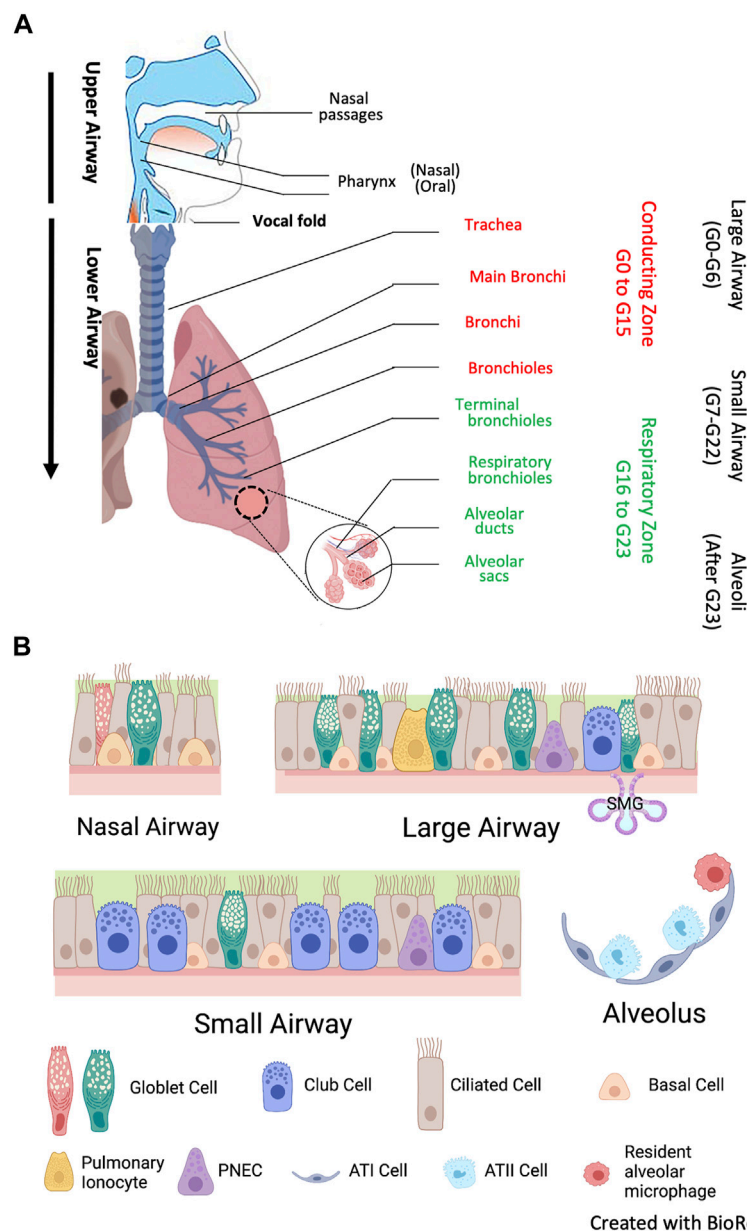 A
Upper Airway
Nasal
passages
Pharynx
(Nasal)
(Oral)
Vocal fold
Lower Airway
Trachea
Main Bronchi
Bronchi
Bronchioles
Terminal
bronchioles
Respiratory
bronchioles
Alveolar
ducts
Alveolar
sacs
Conducting Zone
G0 to G15
Respiratory Zone
G16 to G23
Large Airway
(G0-G6)
Small Airway
(G7-G22)
Alveoli
(After G23)
B
Nasal Airway
Large Airway
SMG
Small Airway
Alveolus
Globlet Cell
Club Cell
Ciliated Cell
Basal Cell
Pulmonary
Ionocyte
PNEC
ATI Cell
ATII Cell
Resident
alveolar
microphage
Created with BioR